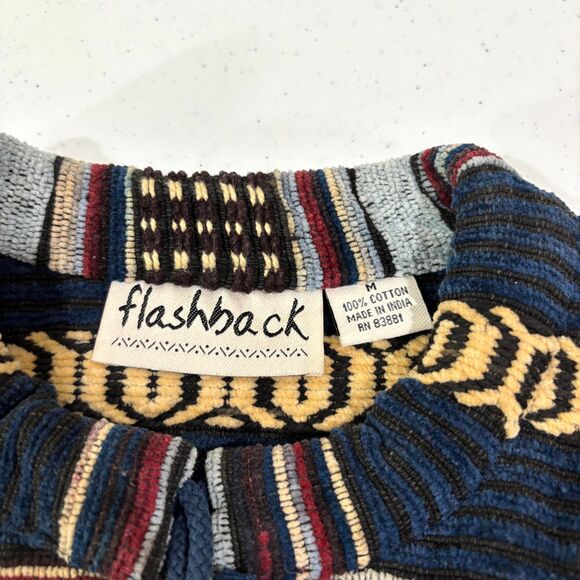 flashback
M
100% COTTON
MADE IN INDIA
RN 83881